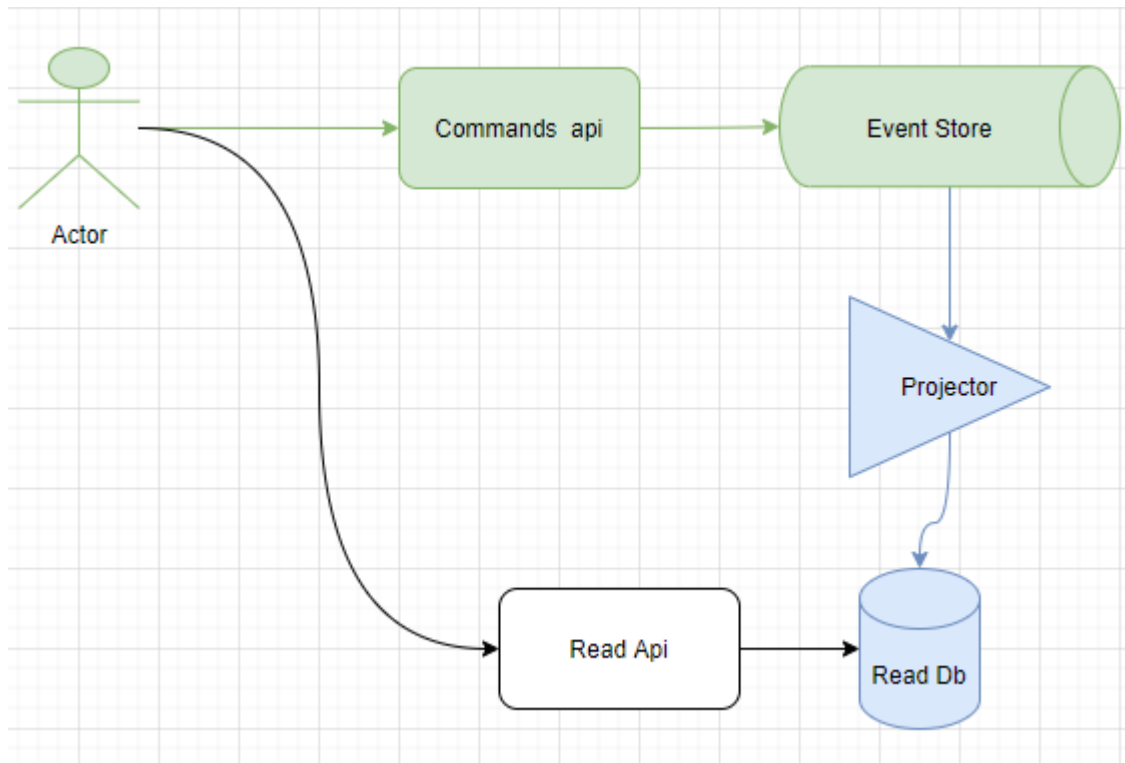 Commands api
Event Store
Actor
Projector
Read Api
Read Db